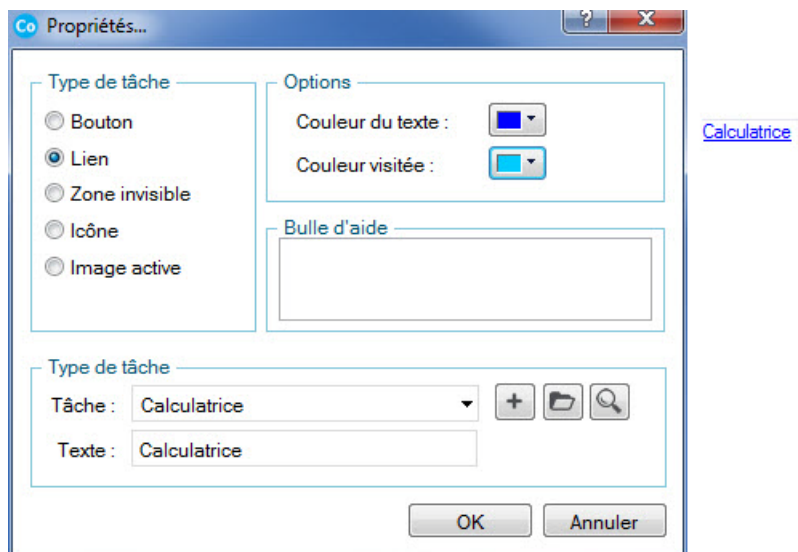 Co Propriétés...
? X
Type de tâche
Bouton
Lien
Zone invisible
Icône
Image active
Options
Couleur du texte :
Couleur visitée :
Calculatrice
Bulle d'aide
Type de tâche
Tâche : Calculatrice
Texte : Calculatrice
OK Annuler